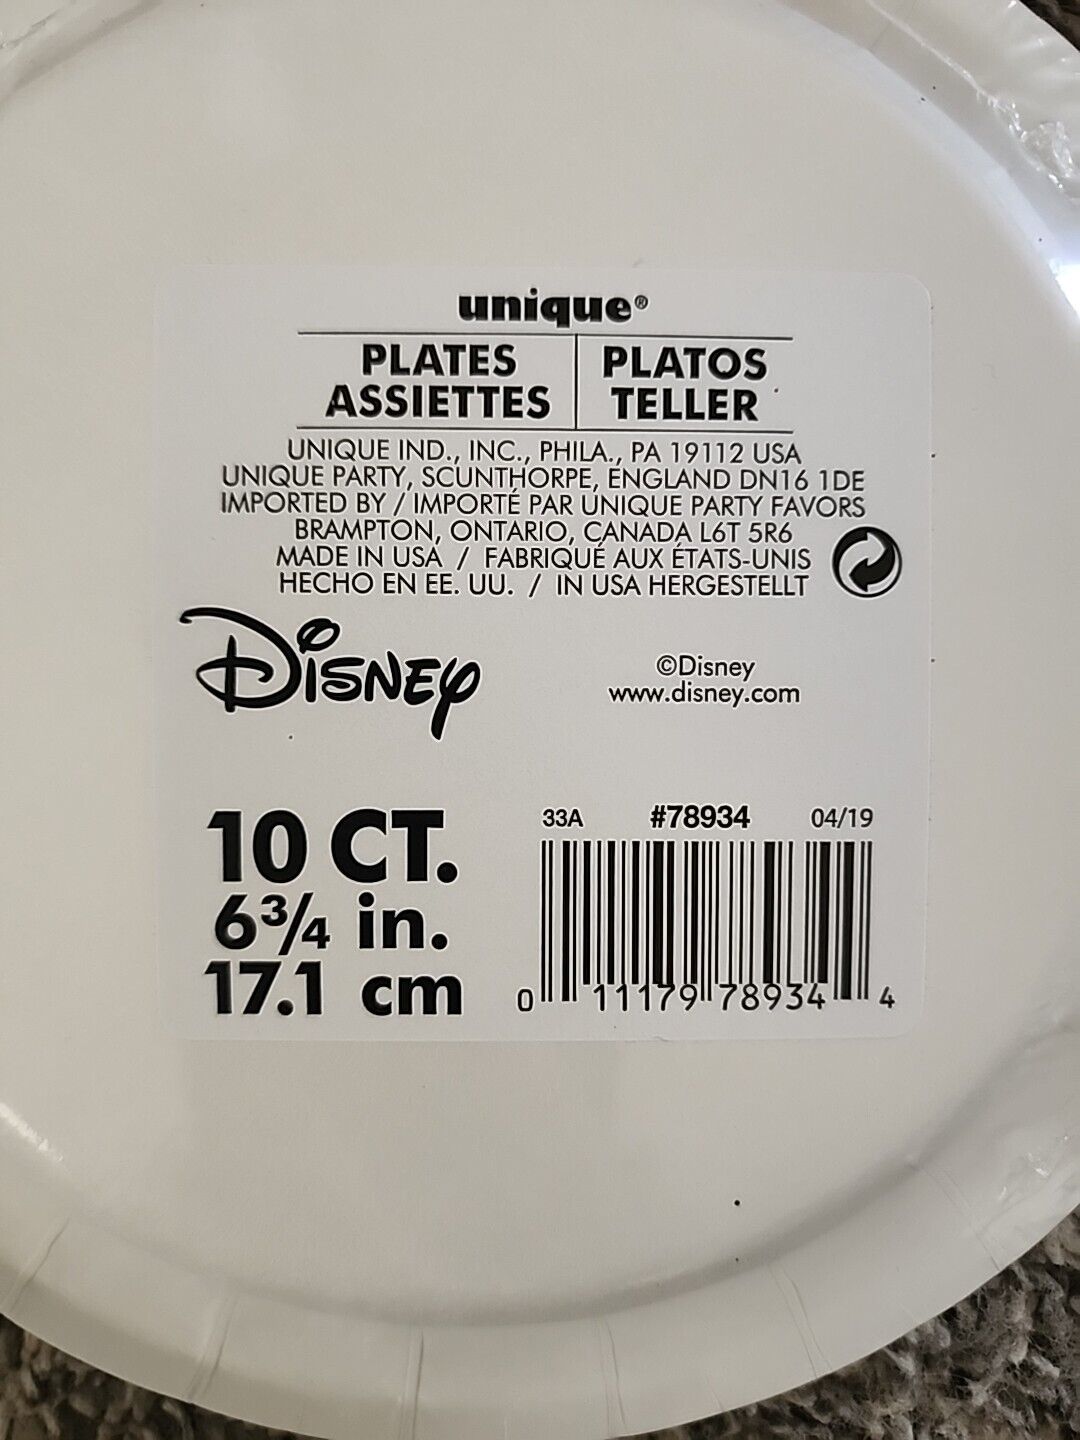 unique®
PLATES
ASSIETTES
PLATOS
TELLER
UNIQUE IND., INC., PHILA., PA 19112 USA
UNIQUE PARTY, SCUNTHORPE, ENGLAND DN16 1DE
IMPORTED BY / IMPORTÉ PAR UNIQUE PARTY FAVORS
BRAMPTON, ONTARIO, CANADA L6T 5R6
MADE IN USA / FABRIQUÉ AUX ÉTATS-UNIS
HECHO EN EE. UU. / IN USA HERGESTELLT
DISNEY
©Disney
www.disney.com
10 CT.
6¾ in.
17.1 cm
33A #78934 04/19
0 11179 78934 4